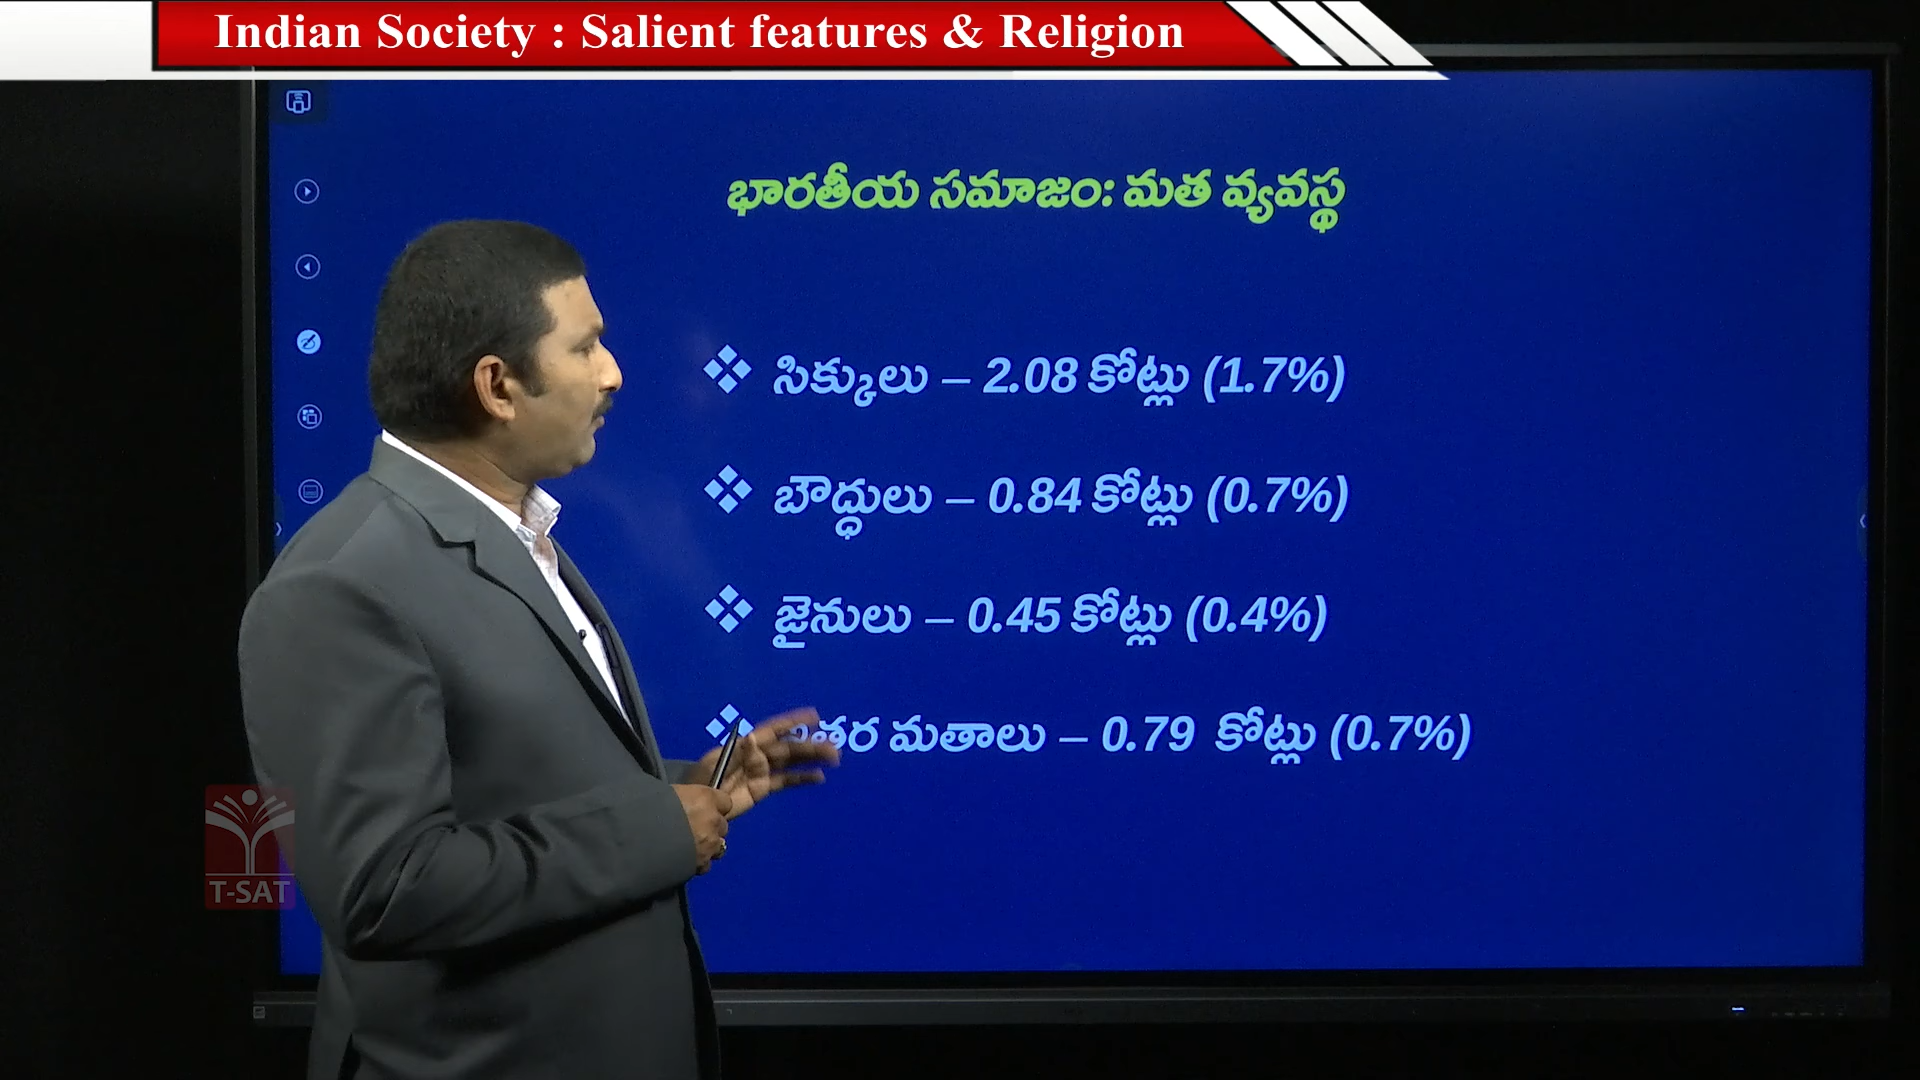 Indian Society : Salient features & Religion
భారతీయ సమాజం: మత వ్యవస్థ
❖ సిక్కులు – 2.08 కోట్లు (1.7%)
❖ బౌద్ధులు – 0.84 కోట్లు (0.7%)
❖ జైనులు – 0.45 కోట్లు (0.4%)
❖ ఇతర మతాలు – 0.79 కోట్లు (0.7%)
T-SAT